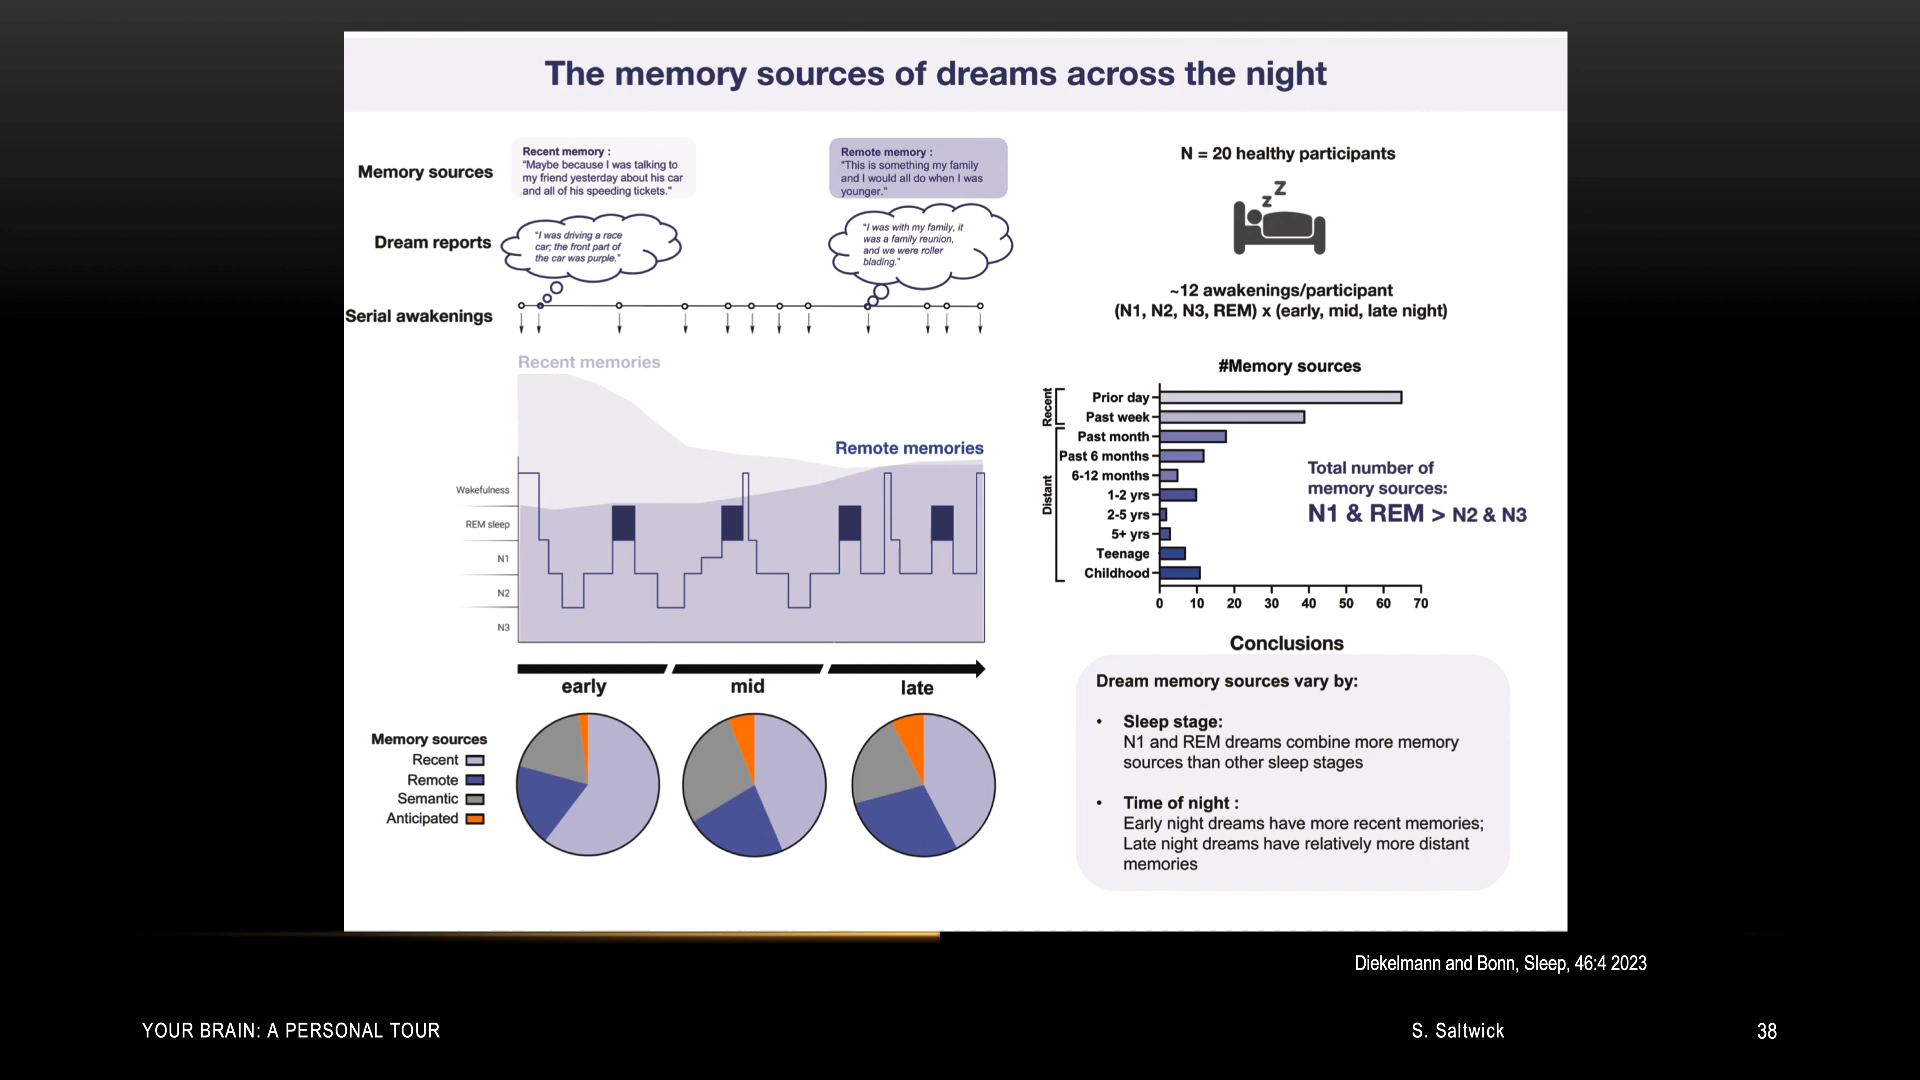 The memory sources of dreams across the night
Memory sources
Recent memory :
"Maybe because I was talking to
my friend yesterday about his car
and all of his speeding tickets."
Remote memory :
"This is something my family
and I would all do when I was
younger."
Dream reports
"I was driving a race
car; the front part of
the car was purple."
"I was with my family, it
was a family reunion,
and we were roller
blading."
Serial awakenings
Recent memories
Remote memories
Wakefulness
REM sleep
N1
N2
N3
early
mid
late
Memory sources
Recent
Remote
Semantic
Anticipated
N = 20 healthy participants
z
Z
~12 awakenings/participant
(N1, N2, N3, REM) x (early, mid, late night)
#Memory sources
Recent
Distant
Prior day
Past week
Past month
Past 6 months
6-12 months
1-2 yrs
2-5 yrs
5+ yrs
Teenage
Childhood
0 10 20 30 40 50 60 70
Total number of
memory sources:
N1 & REM > N2 & N3
Conclusions
Dream memory sources vary by:
• Sleep stage:
N1 and REM dreams combine more memory
sources than other sleep stages
• Time of night :
Early night dreams have more recent memories;
Late night dreams have relatively more distant
memories
Diekelmann and Bonn, Sleep, 46:4 2023
YOUR BRAIN: A PERSONAL TOUR
S. Saltwick
38